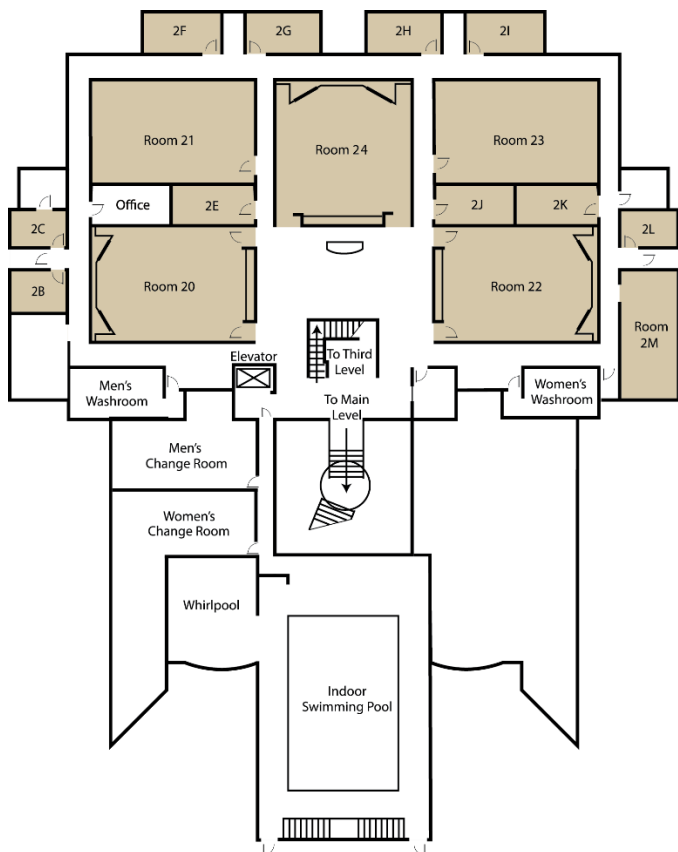 2F
2G
2H
2I
Room 21
Room 24
Room 23
Office
2E
2J
2K
2C
2L
2B
Room 20
Room 22
Room
2M
Elevator
To Third
Level
Men's
Washroom
To Main
Level
Women's
Washroom
Men's
Change Room
Women's
Change Room
Whirlpool
Indoor
Swimming Pool